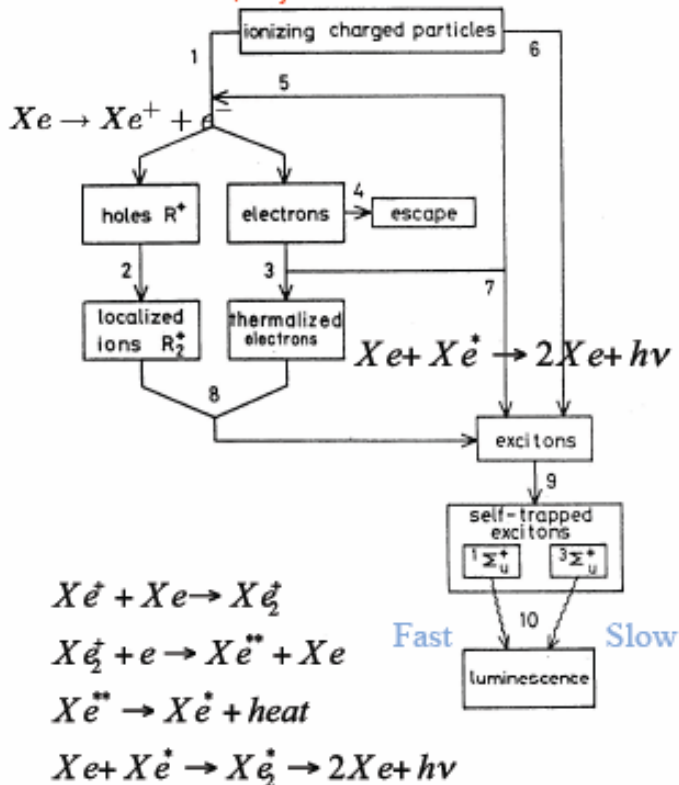 ionizing charged particles
1
6
5
Xe → Xe⁺ + e⁻
holes R⁺
electrons
4
escape
2
3
7
localized
ions R₂⁺
thermalized
electrons
Xe + Xe* → 2Xe + hν
8
excitons
9
self-trapped
excitons
¹Σᵤ⁺
³Σᵤ⁺
Xe⁺ + Xe → Xe₂⁺
10
Fast
Slow
Xe₂⁺ + e → Xe** + Xe
luminescence
Xe** → Xe* + heat
Xe + Xe* → Xe₂* → 2Xe + hν